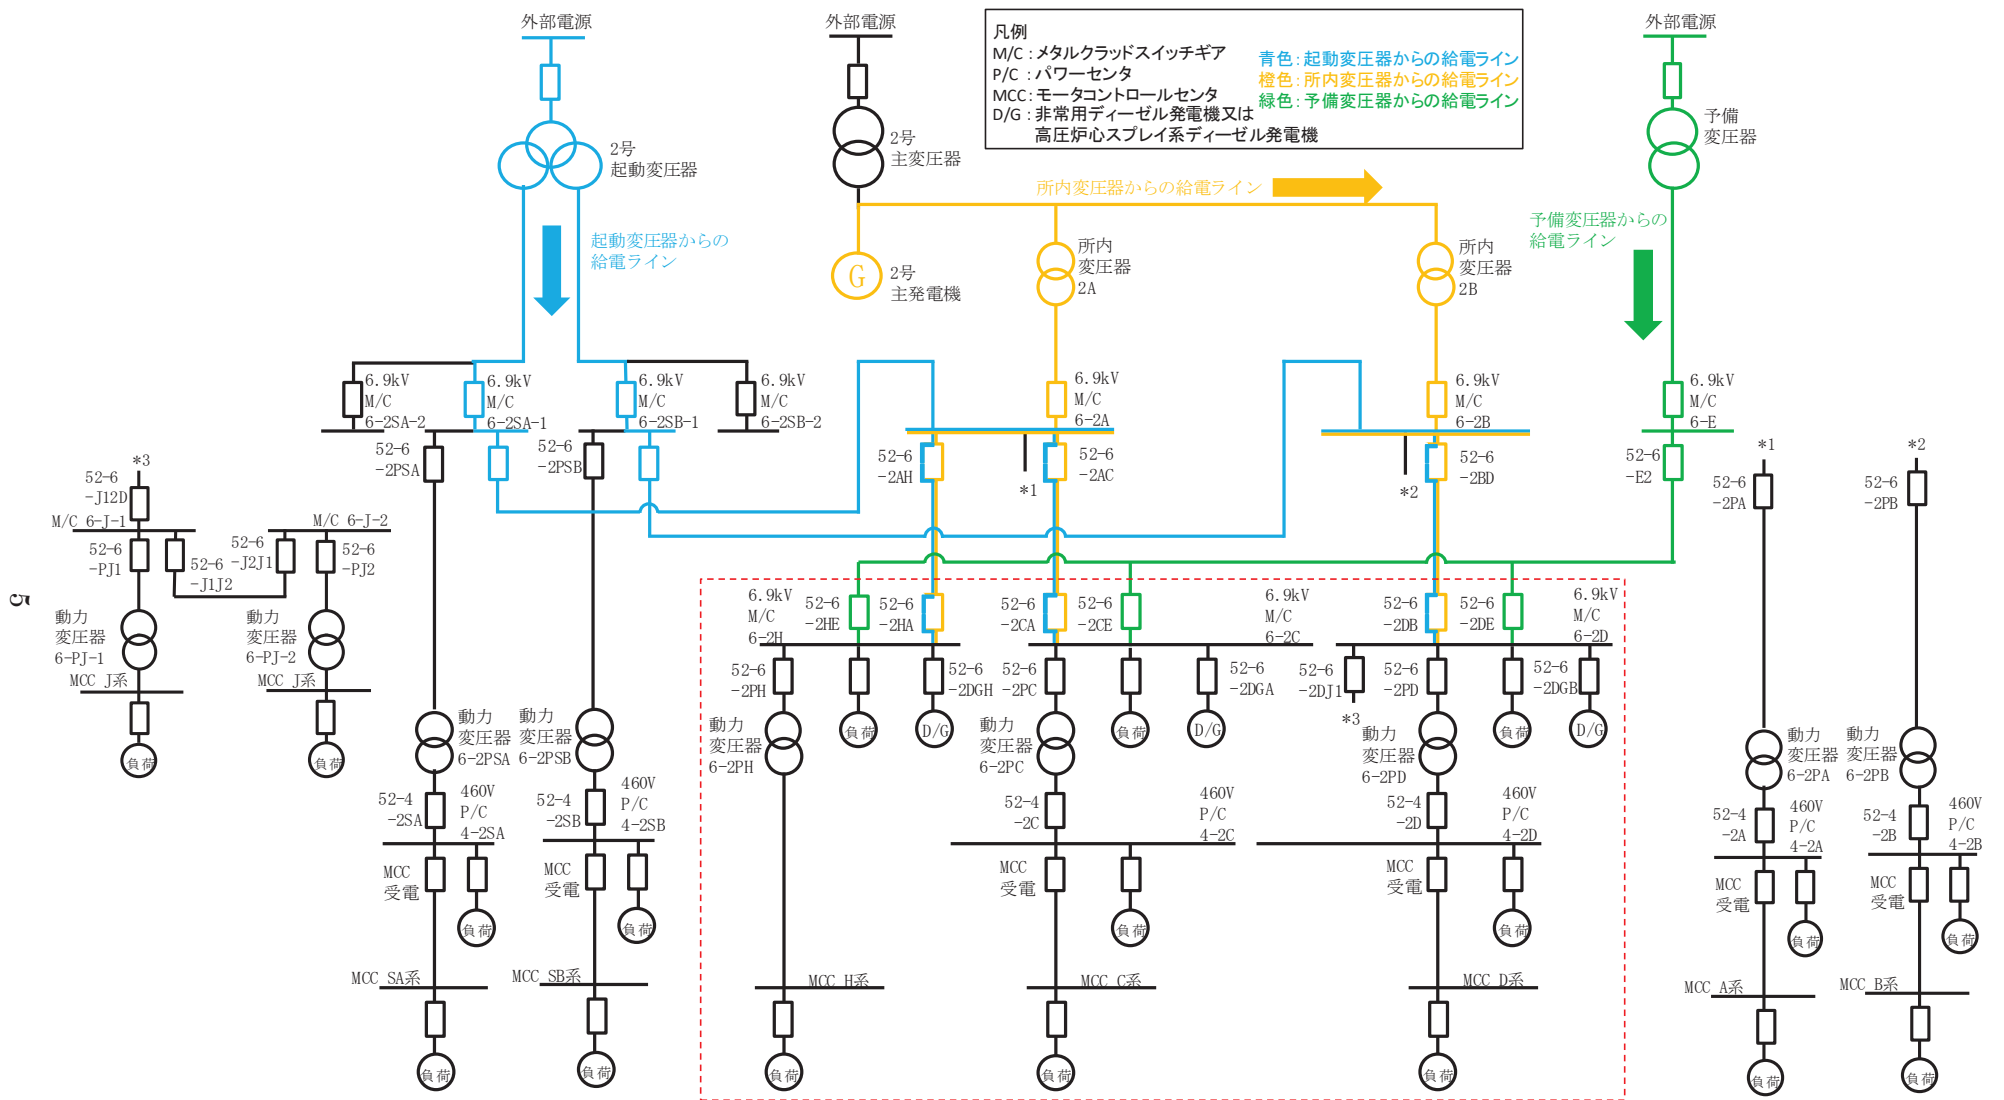 外部電源
外部電源
外部電源
凡例
M/C：メタルクラッドスイッチギア
P/C：パワーセンタ
MCC：モータコントロールセンタ
D/G：非常用ディーゼル発電機又は
高圧炉心スプレイ系ディーゼル発電機
青色：起動変圧器からの給電ライン
橙色：所内変圧器からの給電ライン
緑色：予備変圧器からの給電ライン
2号
起動変圧器
2号
主変圧器
予備
変圧器
所内変圧器からの給電ライン
起動変圧器からの
給電ライン
予備変圧器からの
給電ライン
G
2号
主発電機
所内
変圧器
2A
所内
変圧器
2B
6.9kV
M/C
6-2SA-2
6.9kV
M/C
6-2SA-1
6.9kV
M/C
6-2SB-1
6.9kV
M/C
6-2SB-2
6.9kV
M/C
6-2A
6.9kV
M/C
6-2B
6.9kV
M/C
6-E
52-6
-2PSA
52-6
-2PSB
52-6
-2AH
*1
52-6
-2AC
*2
52-6
-2BD
52-6
-E2
*1
52-6
-2PA
*2
52-6
-2PB
*3
52-6
-J12D
M/C 6-J-1
M/C 6-J-2
52-6
-PJ1
52-6
-J1J2
52-6
-J2J1
52-6
-PJ2
動力
変圧器
6-PJ-1
動力
変圧器
6-PJ-2
MCC J系
MCC J系
負荷
負荷
6.9kV
M/C
6-2H
52-6
-2HE
52-6
-2HA
52-6
-2CA
52-6
-2CE
6.9kV
M/C
6-2C
52-6
-2DB
52-6
-2DE
6.9kV
M/C
6-2D
52-6
-2PH
52-6
-2DGH
52-6
-2PC
52-6
-2DGA
52-6
-2DJ1
*3
52-6
-2PD
52-6
-2DGB
負荷
D/G
負荷
D/G
負荷
D/G
動力
変圧器
6-2PSA
動力
変圧器
6-2PSB
動力
変圧器
6-2PH
動力
変圧器
6-2PC
動力
変圧器
6-2PD
動力
変圧器
6-2PA
動力
変圧器
6-2PB
52-4
-2SA
460V
P/C
4-2SA
52-4
-2SB
460V
P/C
4-2SB
52-4
-2C
460V
P/C
4-2C
52-4
-2D
460V
P/C
4-2D
52-4
-2A
460V
P/C
4-2A
52-4
-2B
460V
P/C
4-2B
MCC
受電
MCC
受電
MCC
受電
MCC
受電
MCC
受電
MCC
受電
負荷
負荷
負荷
負荷
負荷
負荷
MCC SA系
MCC SB系
MCC H系
MCC C系
MCC D系
MCC A系
MCC B系
負荷
負荷
負荷
負荷
負荷
負荷
負荷
5